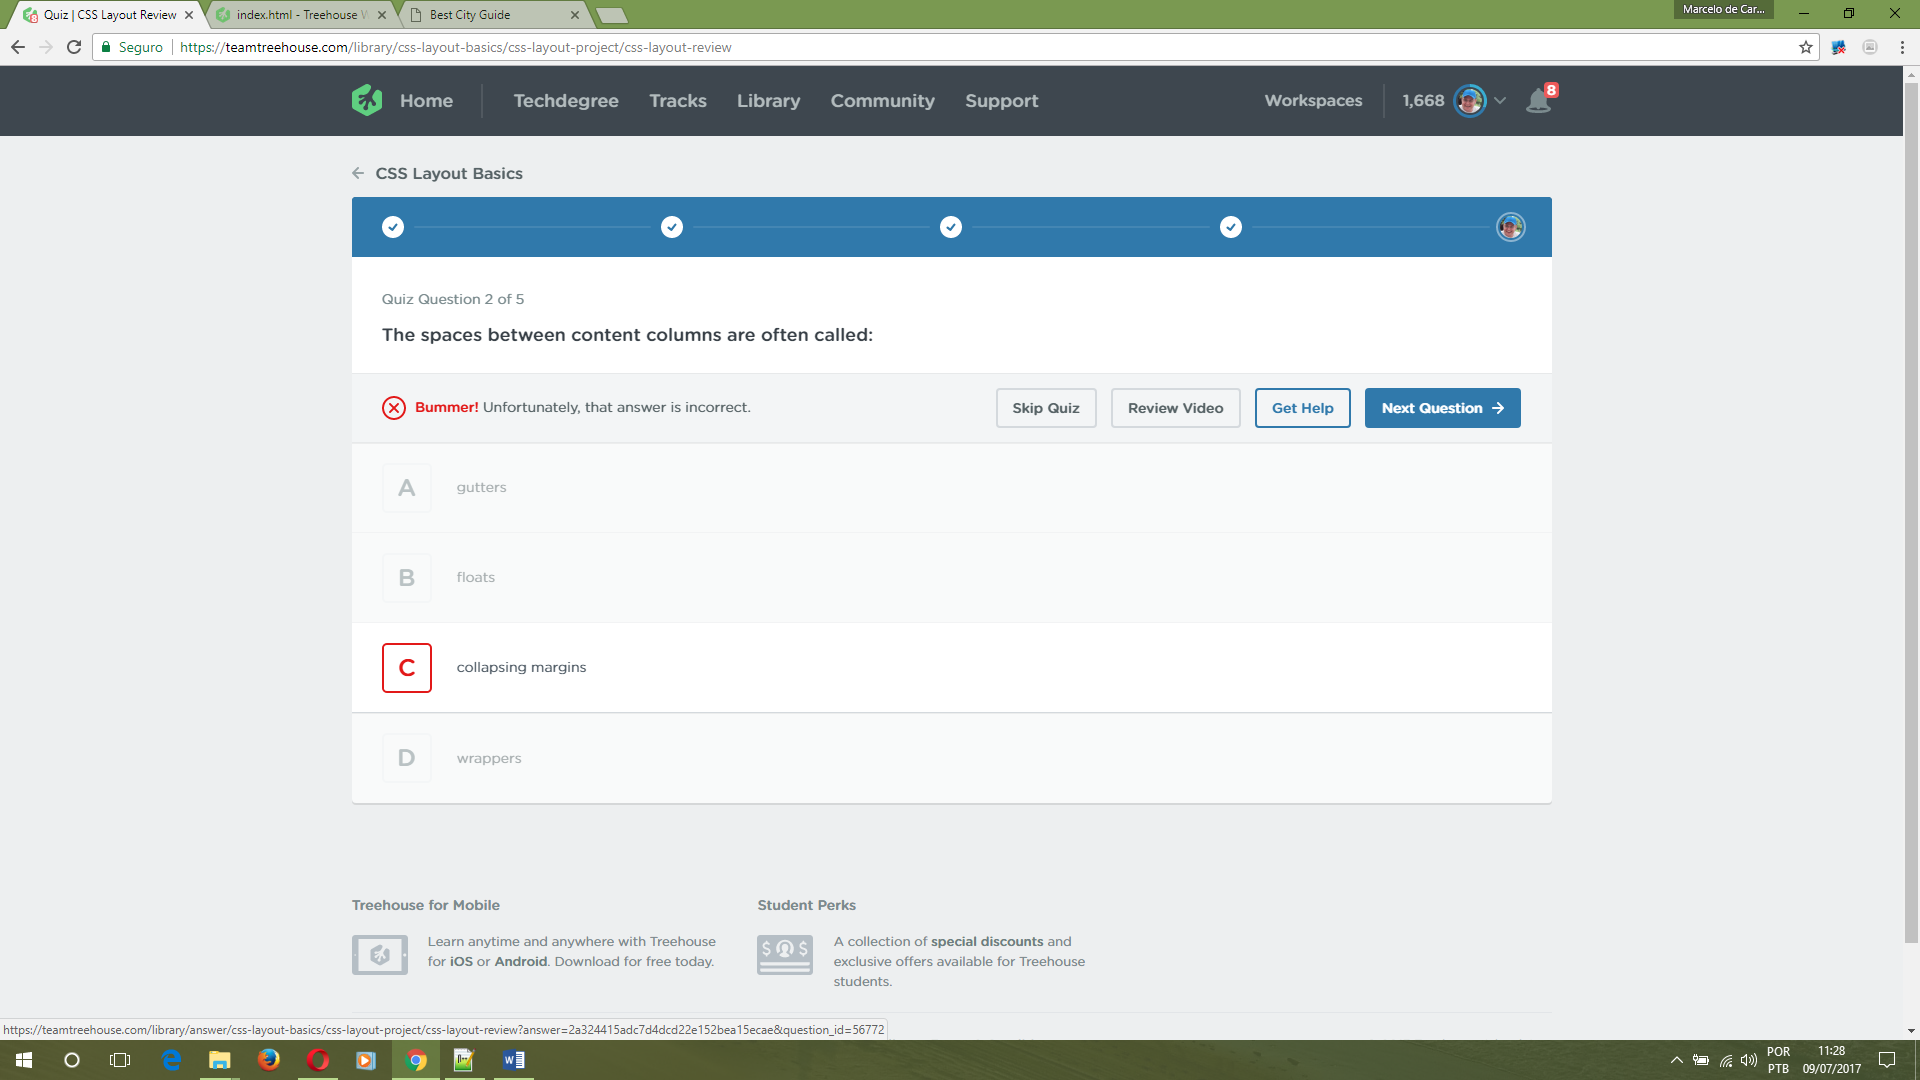 Quiz | CSS Layout Review
index.html - Treehouse W
Best City Guide
Marcelo de Car...
Seguro
https://teamtreehouse.com/library/css-layout-basics/css-layout-project/css-layout-review
Home
Techdegree
Tracks
Library
Community
Support
Workspaces
1,668
8
CSS Layout Basics
Quiz Question 2 of 5
The spaces between content columns are often called:
Bummer! Unfortunately, that answer is incorrect.
Skip Quiz
Review Video
Get Help
Next Question
A gutters
B floats
C collapsing margins
D wrappers
Treehouse for Mobile
Learn anytime and anywhere with Treehouse
for iOS or Android. Download for free today.
Student Perks
A collection of special discounts and
exclusive offers available for Treehouse
students.
https://teamtreehouse.com/library/answer/css-layout-basics/css-layout-project/css-layout-review?answer=2a324415adc7d4dcd22e152bea15ecae&question_id=56772
POR
PTB
11:28
09/07/2017